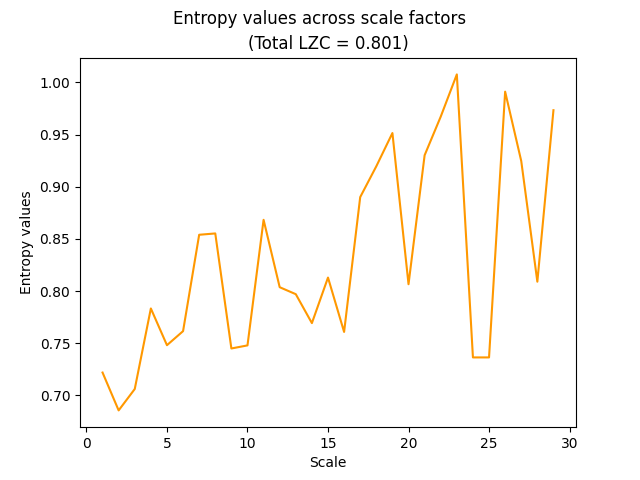 Entropy values across scale factors
(Total LZC = 0.801)
1.00
0.95
0.90
0.85
0.80
0.75
0.70
Entropy values
0 5 10 15 20 25 30
Scale